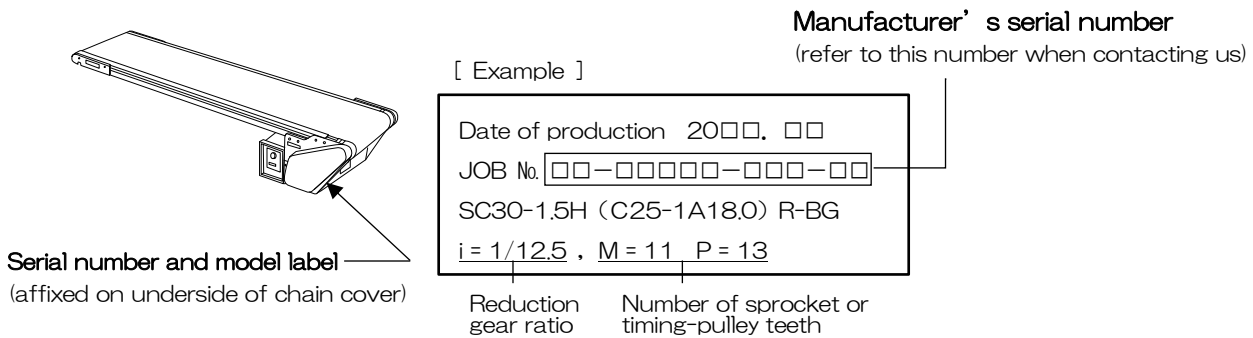 Manufacturer’s serial number
(refer to this number when contacting us)
[ Example ]
Date of production 20□□. □□
JOB № □□-□□□□□-□□□-□□
SC30-1.5H (C25-1A18.0) R-BG
i = 1/12.5 , M = 11 P = 13
Serial number and model label
(affixed on underside of chain cover)
Reduction
gear ratio
Number of sprocket or
timing-pulley teeth